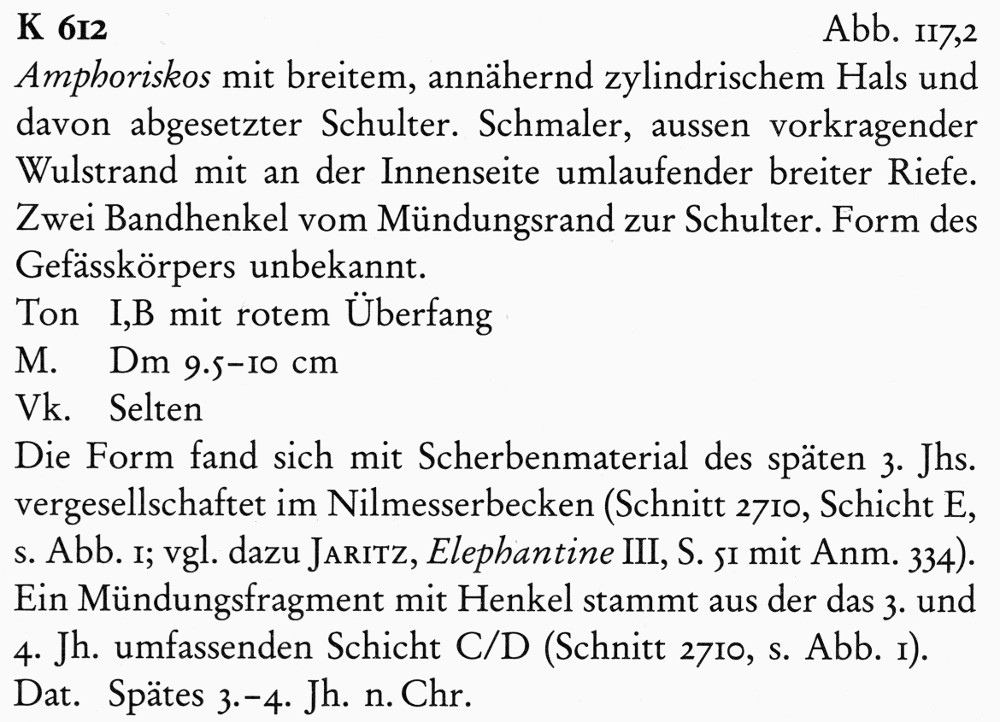 K 612 Abb. 117,2
Amphoriskos mit breitem, annähernd zylindrischem Hals und
davon abgesetzter Schulter. Schmaler, aussen vorkragender
Wulstrand mit an der Innenseite umlaufender breiter Riefe.
Zwei Bandhenkel vom Mündungsrand zur Schulter. Form des
Gefässkörpers unbekannt.
Ton I,B mit rotem Überfang
M. Dm 9.5–10 cm
Vk. Selten
Die Form fand sich mit Scherbenmaterial des späten 3. Jhs.
vergesellschaftet im Nilmesserbecken (Schnitt 2710, Schicht E,
s. Abb. 1; vgl. dazu JARITZ, Elephantine III, S. 51 mit Anm. 334).
Ein Mündungsfragment mit Henkel stammt aus der das 3. und
4. Jh. umfassenden Schicht C/D (Schnitt 2710, s. Abb. 1).
Dat. Spätes 3.–4. Jh. n. Chr.